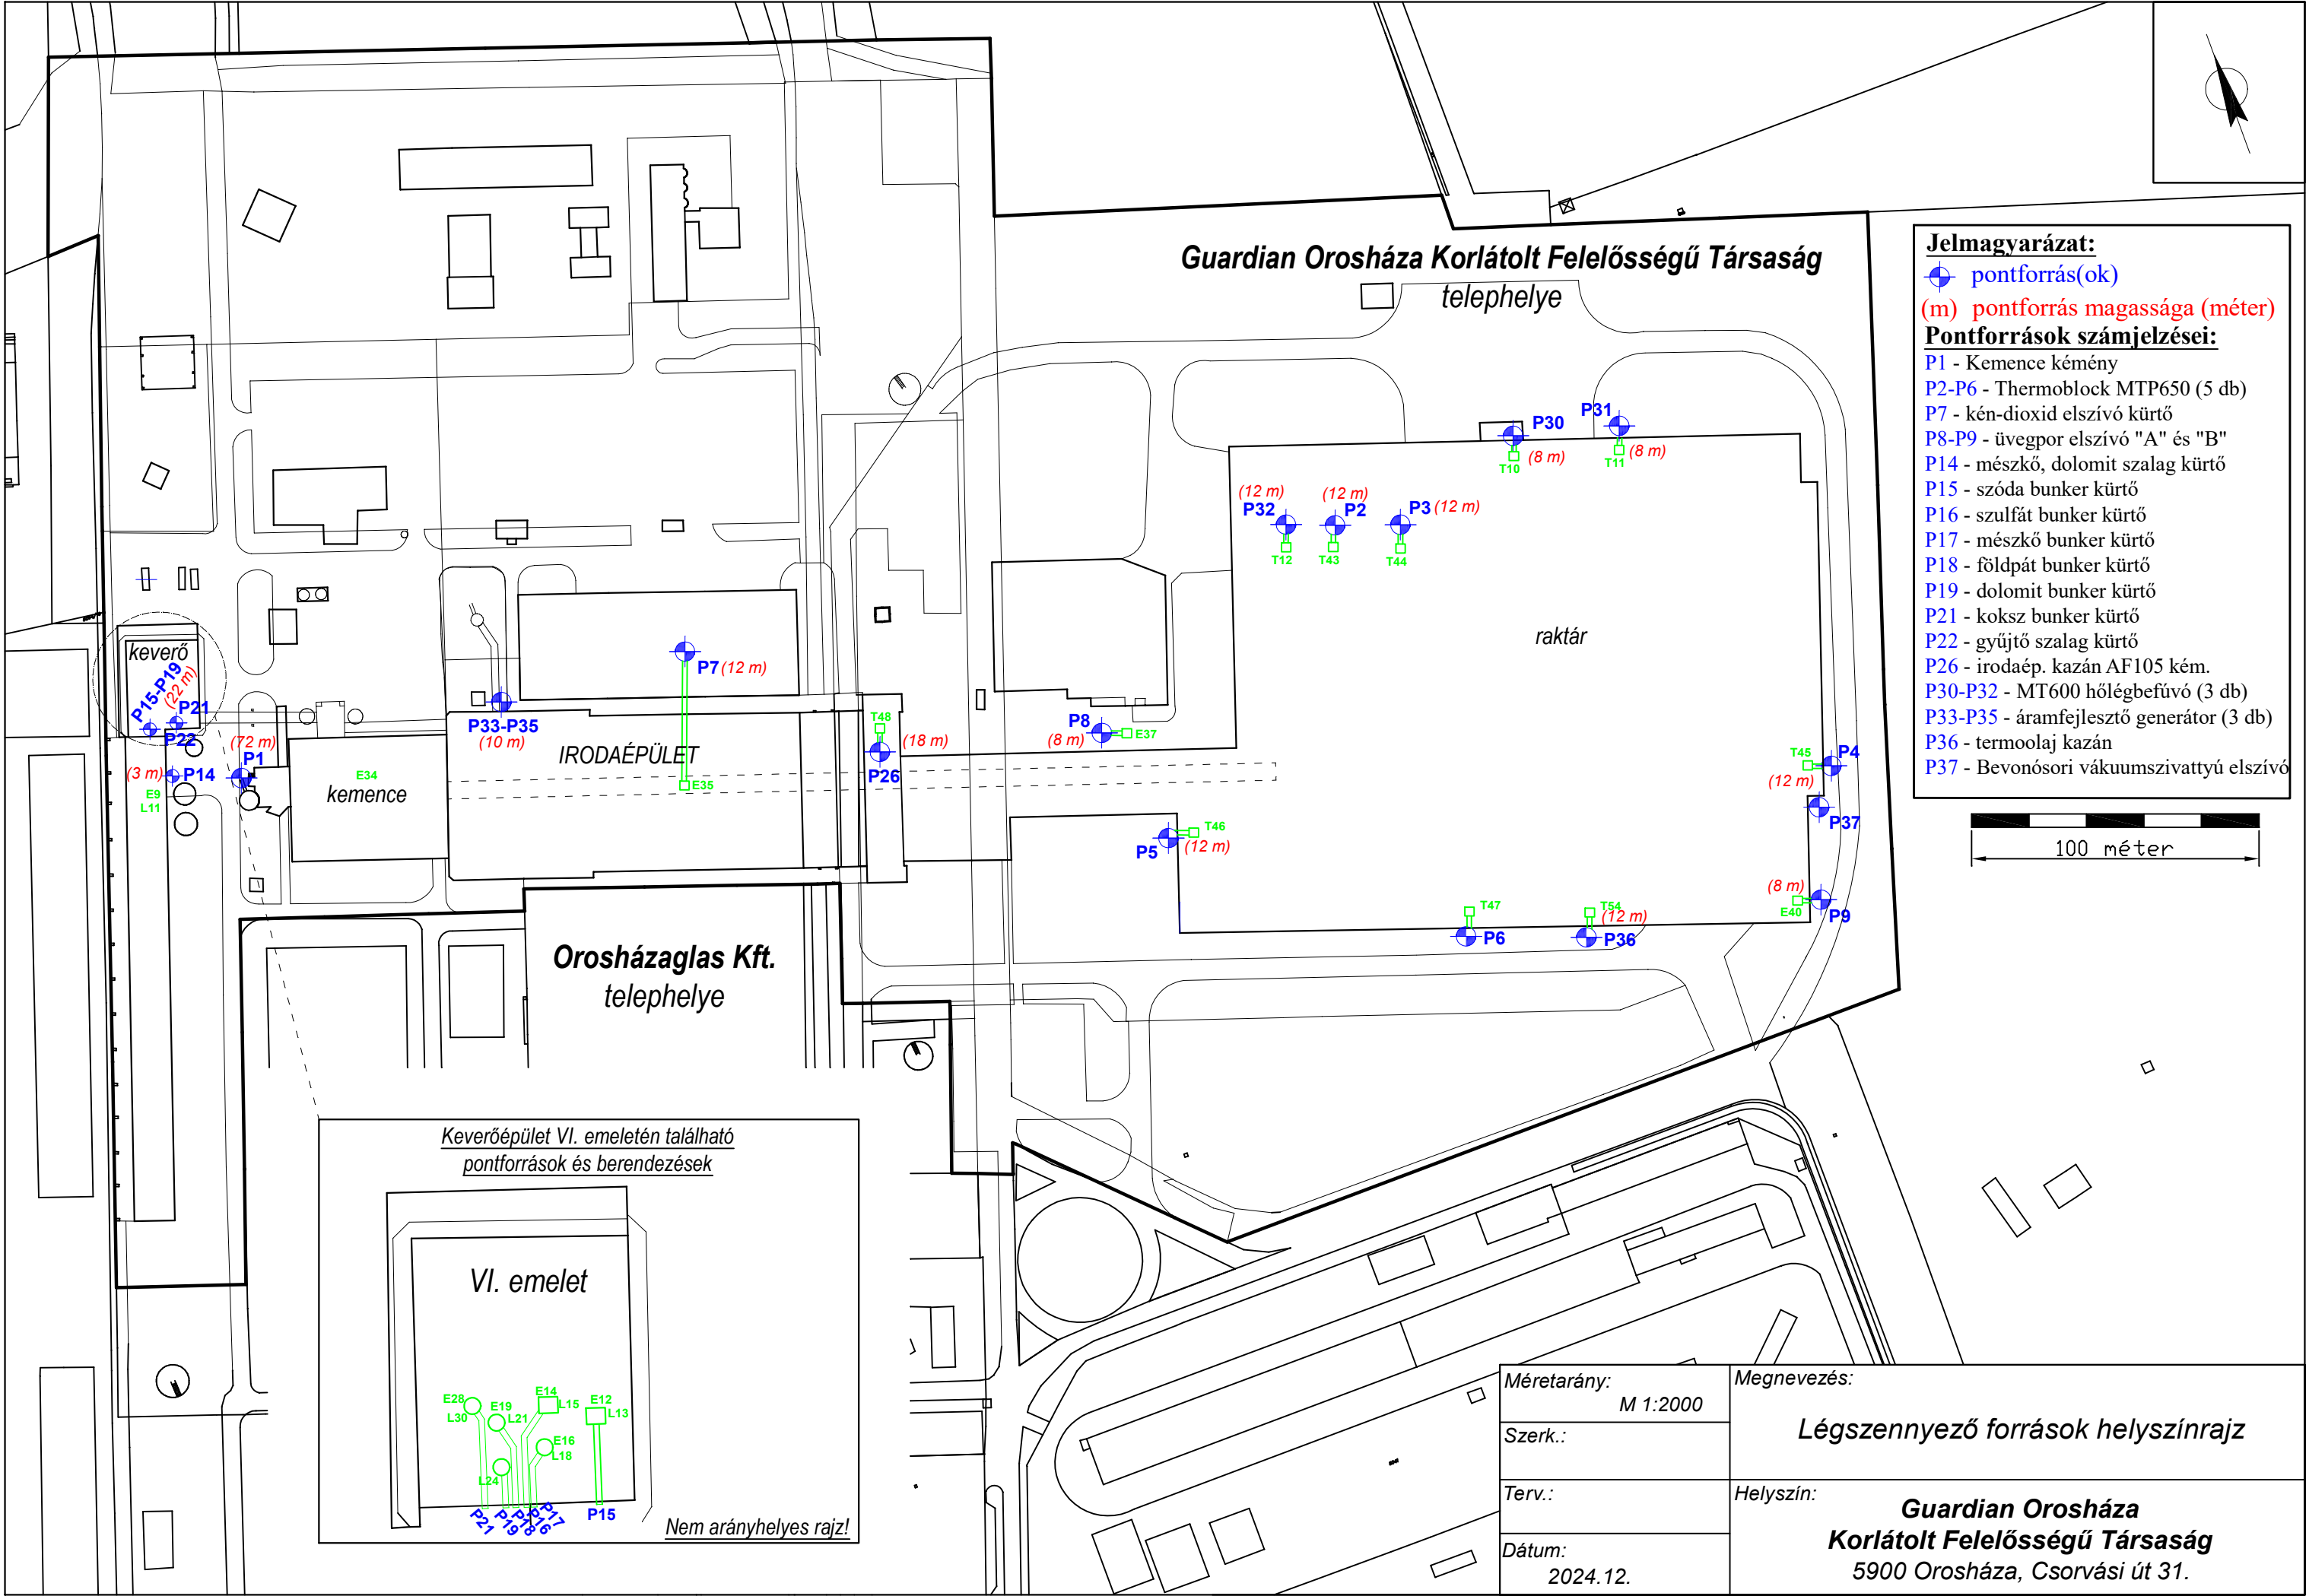 Guardian Orosháza Korlátolt Felelősségű Társaság
telephelye
Jelmagyarázat:
pontforrás(ok)
(m) pontforrás magassága (méter)
Pontforrások számjelzései:
P1 - Kemence kémény
P2-P6 - Thermoblock MTP650 (5 db)
P7 - kén-dioxid elszívó kürtő
P8-P9 - üvegpor elszívó "A" és "B"
P14 - mészkő, dolomit szalag kürtő
P15 - szóda bunker kürtő
P16 - szulfát bunker kürtő
P17 - mészkő bunker kürtő
P18 - földpát bunker kürtő
P19 - dolomit bunker kürtő
P21 - koksz bunker kürtő
P22 - gyűjtő szalag kürtő
P26 - irodaép. kazán AF105 kém.
P30-P32 - MT600 hőlégbefúvó (3 db)
P33-P35 - áramfejlesztő generátor (3 db)
P36 - termoolaj kazán
P37 - Bevonósori vákuumszivattyú elszívó
100 méter
P30
(8 m)
T10
P31
(8 m)
T11
(12 m)
P32
T12
(12 m)
P2
T43
P3 (12 m)
T44
raktár
keverő
P15-P19
(22 m)
P21
P22
(3 m)
P14
E9
L11
(72 m)
P1
E34
kemence
P33-P35
(10 m)
P7 (12 m)
IRODAÉPÜLET
E35
T48
(18 m)
P26
P8
(8 m)
E37
T46
P5
(12 m)
T45
P4
(12 m)
P37
(8 m)
E40
P9
T47
P6
T54
(12 m)
P36
Orosházaglas Kft.
telephelye
Keverőépület VI. emeletén található
pontforrások és berendezések
VI. emelet
E28
L30
E19
L21
E14
L15
E12
L13
E16
L18
L24
P21
P19
P18
P16
P17
P15
Nem arányhelyes rajz!
Méretarány:
M 1:2000
Szerk.:
Terv.:
Dátum:
2024.12.
Megnevezés:
Légszennyező források helyszínrajz
Helyszín:
Guardian Orosháza
Korlátolt Felelősségű Társaság
5900 Orosháza, Csorvási út 31.